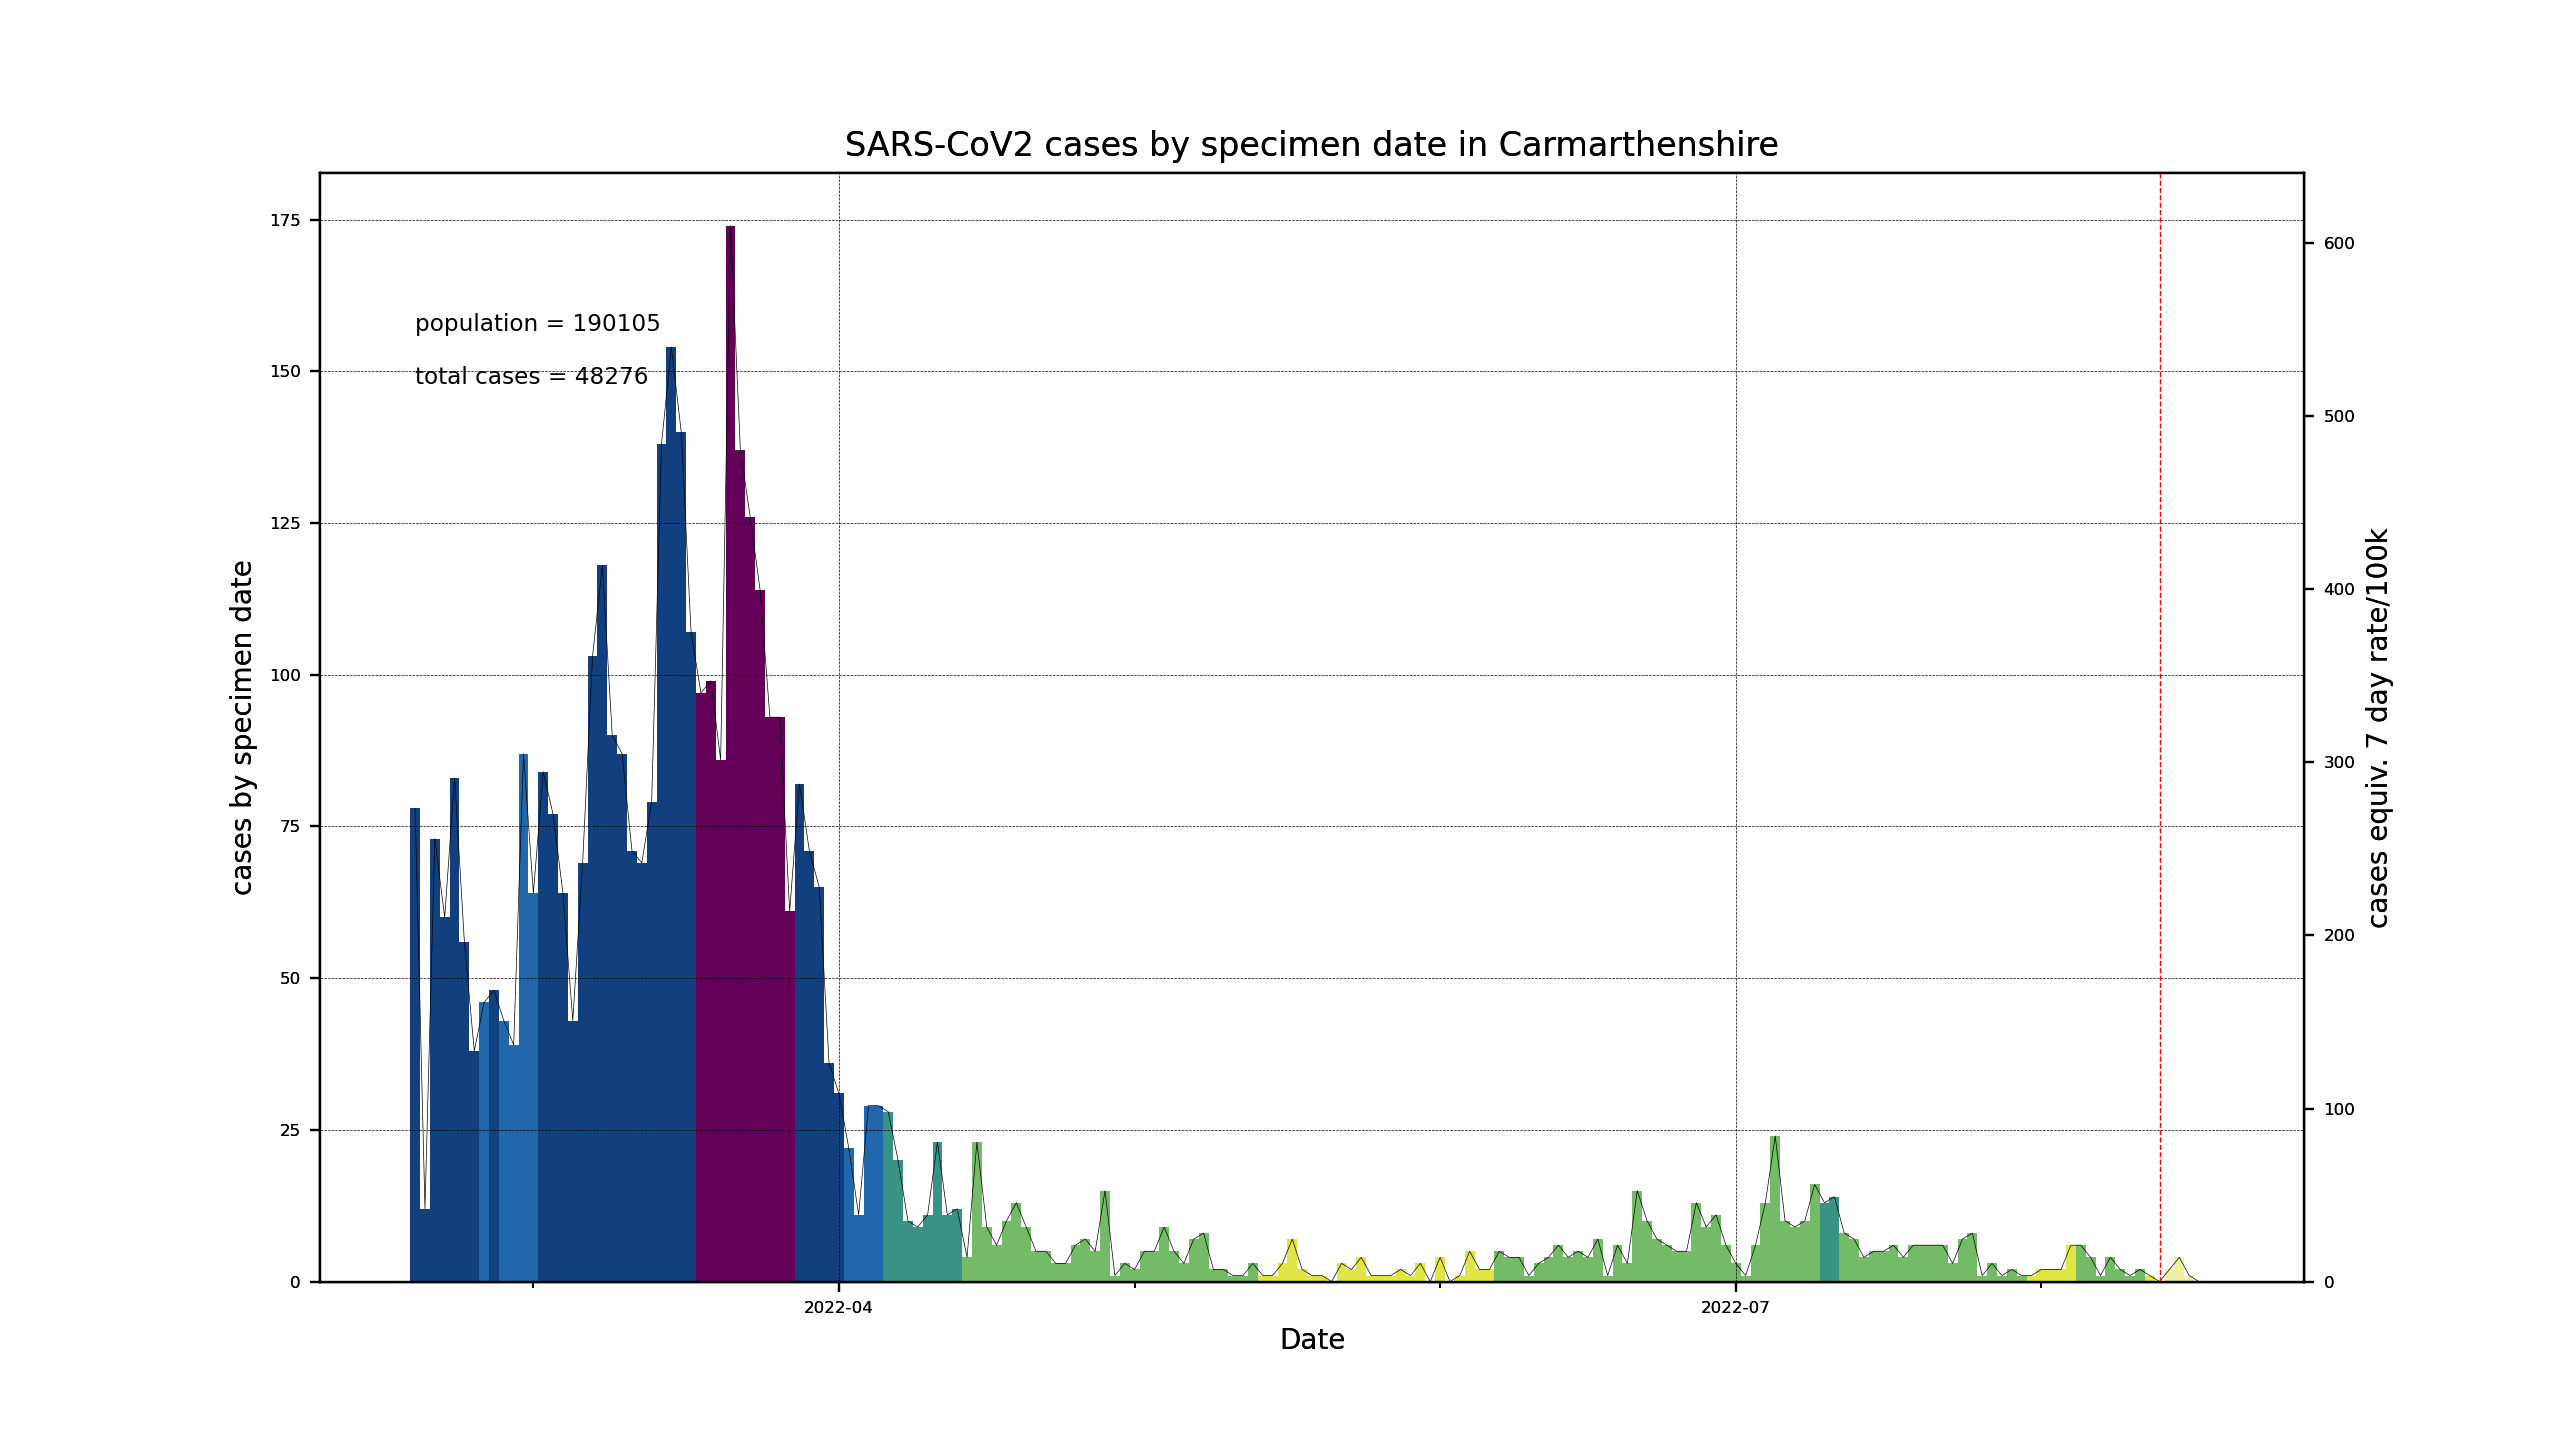 SARS-CoV2 cases by specimen date in Carmarthenshire
population = 190105
total cases = 48276
cases by specimen date
175
150
125
100
75
50
25
0
600
500
400
300
200
100
0
cases equiv. 7 day rate/100k
2022-04
2022-07
Date